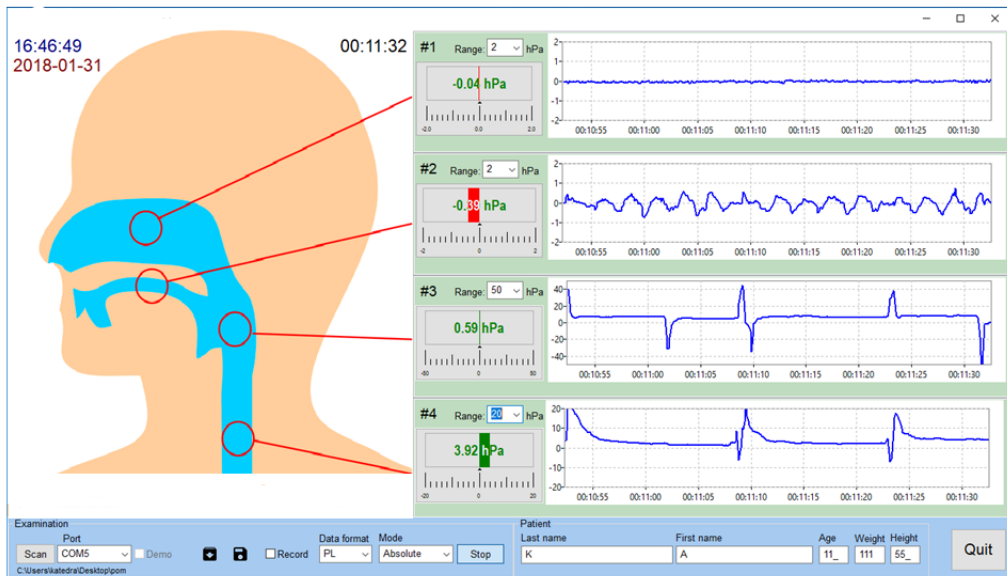 16:46:49
2018-01-31
00:11:32
#1 Range: 2 hPa
-0.04 hPa
-2.0 0.0 2.0
2
1
0
-1
-2
00:10:55 00:11:00 00:11:05 00:11:10 00:11:15 00:11:20 00:11:25 00:11:30
#2 Range: 2 hPa
-0.39 hPa
-2 0 2
2
1
0
-1
-2
00:10:55 00:11:00 00:11:05 00:11:10 00:11:15 00:11:20 00:11:25 00:11:30
#3 Range: 50 hPa
0.59 hPa
-50 0 50
40
20
0
-20
-40
00:10:55 00:11:00 00:11:05 00:11:10 00:11:15 00:11:20 00:11:25 00:11:30
#4 Range: 20 hPa
3.92 hPa
-20 0 20
20
10
0
-10
-20
00:10:55 00:11:00 00:11:05 00:11:10 00:11:15 00:11:20 00:11:25 00:11:30
Examination
Port Data format Mode
Scan COM5 Demo Record PL Absolute Stop
C:\Users\katedra\Desktop\pom
Patient
Last name First name Age Weight Height
K A 11_ 111 55_
Quit